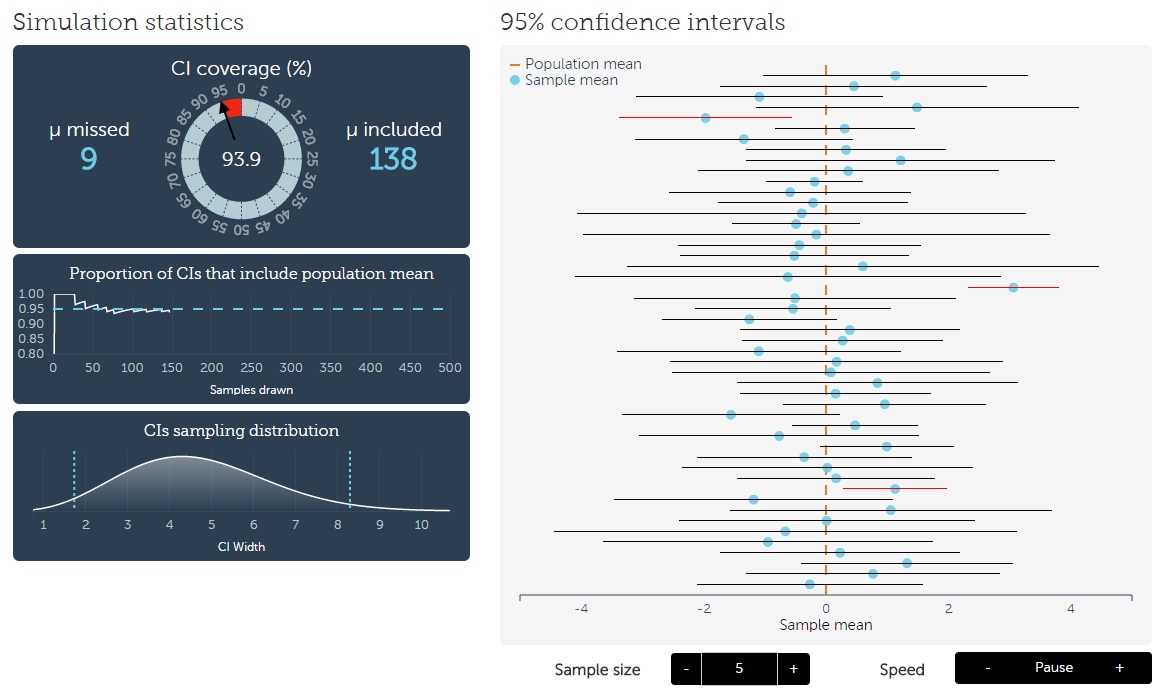 Simulation statistics
CI coverage (%)
0
5
10
15
20
25
30
35
40
45
50
55
60
65
70
75
80
85
90
95
μ missed
9
93.9
μ included
138
Proportion of CIs that include population mean
1.00
0.95
0.90
0.85
0.80
0 50 100 150 200 250 300 350 400 450 500
Samples drawn
CIs sampling distribution
1 2 3 4 5 6 7 8 9 10
CI Width
95% confidence intervals
Population mean
Sample mean
-4 -2 0 2 4
Sample mean
Sample size - 5 + Speed - Pause +